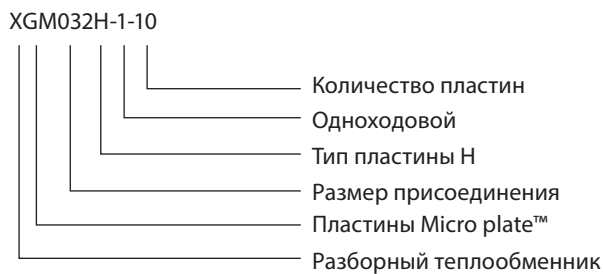 XGM032H-1-10
Количество пластин
Одноходовой
Тип пластины H
Размер присоединения
Пластины Micro plate™
Разборный теплообменник